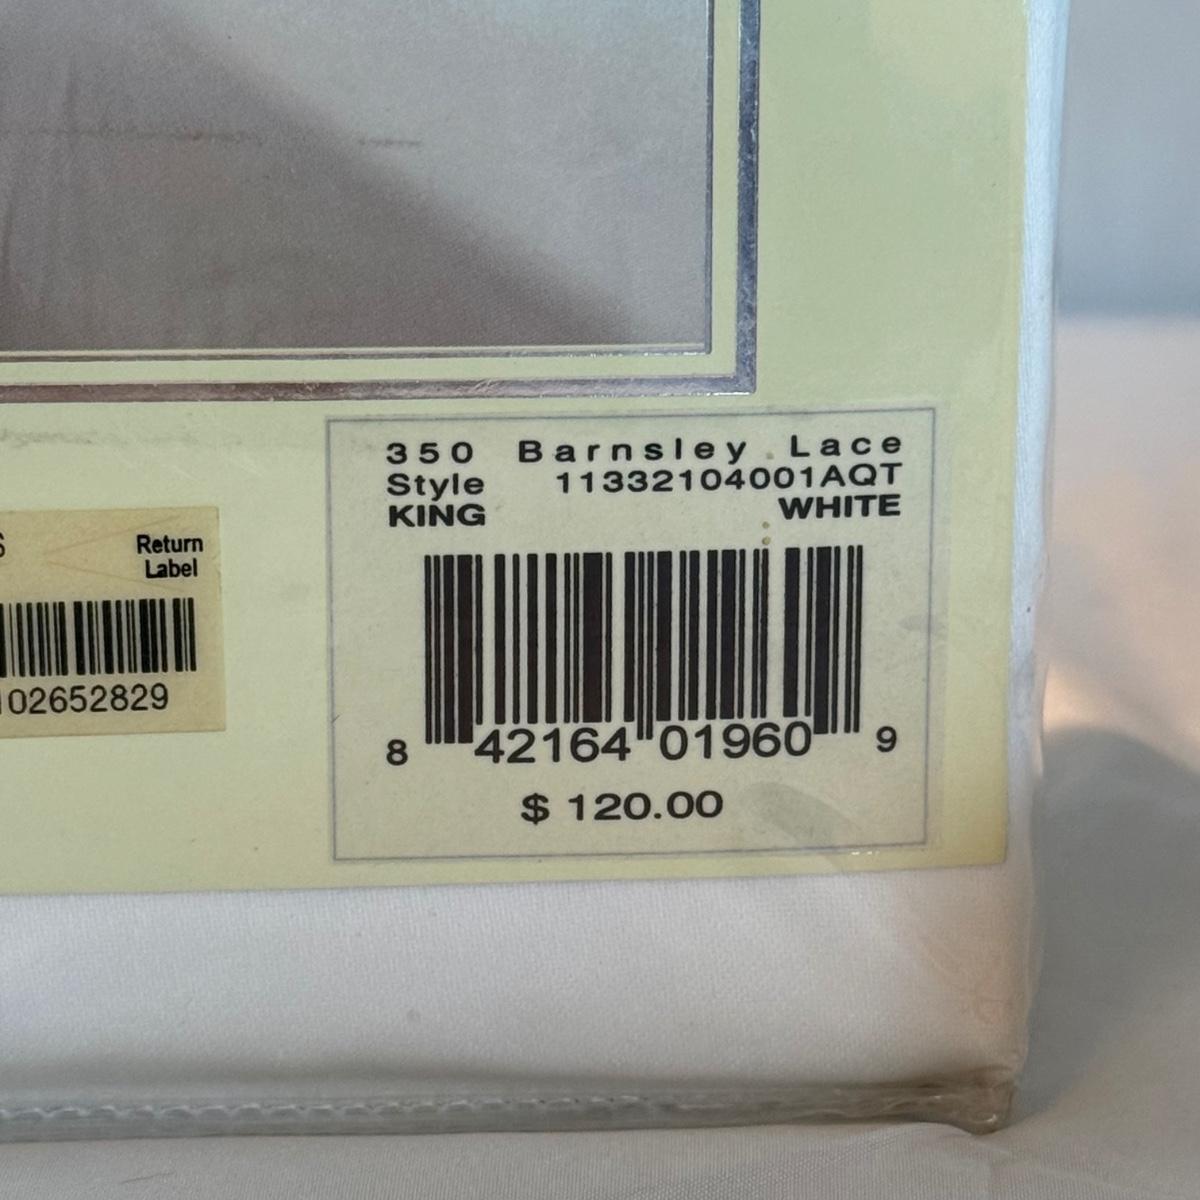 350 Barnsley Lace
Style 11332104001AQT
KING WHITE
8 42164 01960 9
$ 120.00
Return
Label
02652829